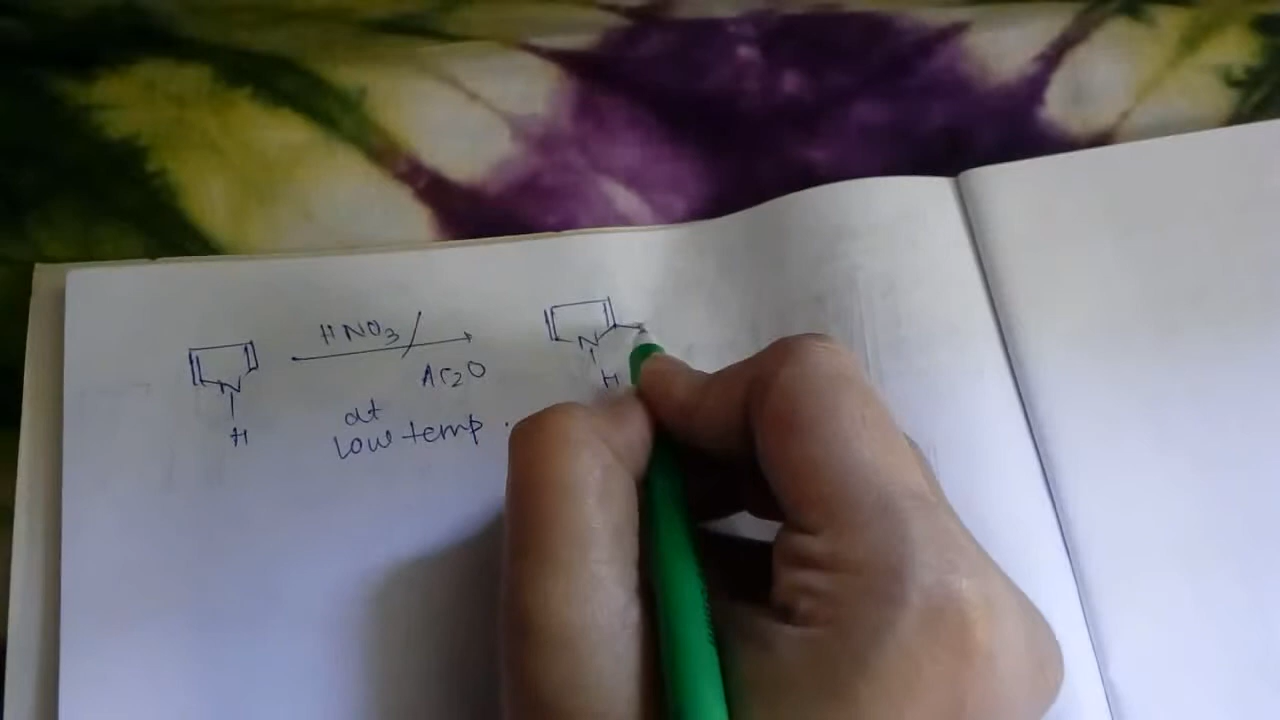 HNO3/
Ac2O
at
low temp.
N
H
N
H